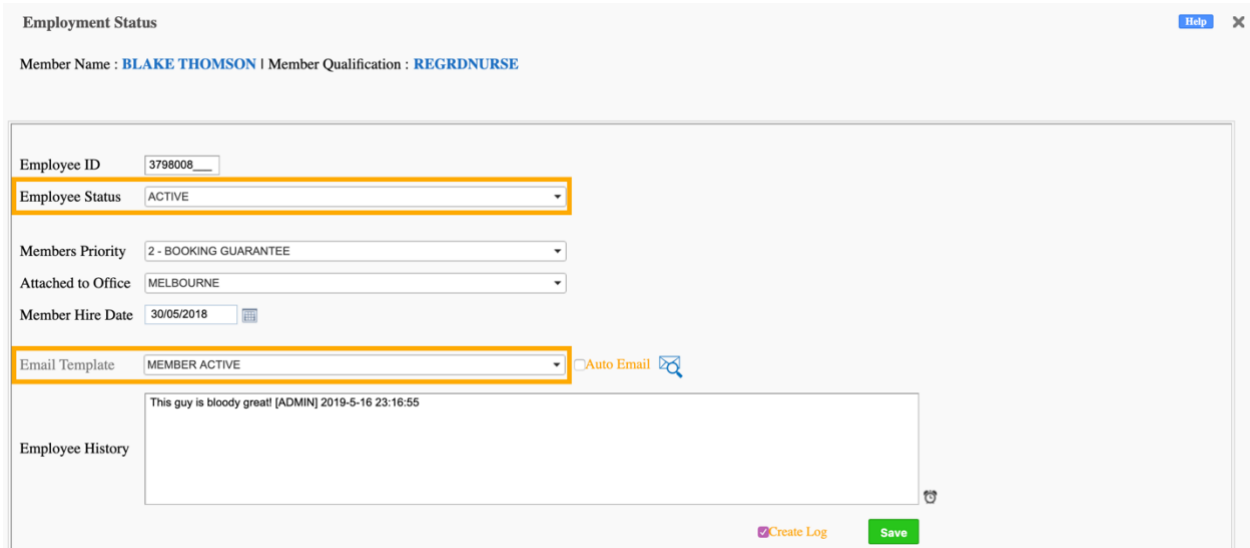 Employment Status Help
Member Name : BLAKE THOMSON | Member Qualification : REGRDNURSE
Employee ID 3798008___
Employee Status ACTIVE
Members Priority 2 - BOOKING GUARANTEE
Attached to Office MELBOURNE
Member Hire Date 30/05/2018
Email Template MEMBER ACTIVE Auto Email
This guy is bloody great! [ADMIN] 2019-5-16 23:16:55
Employee History
Create Log Save